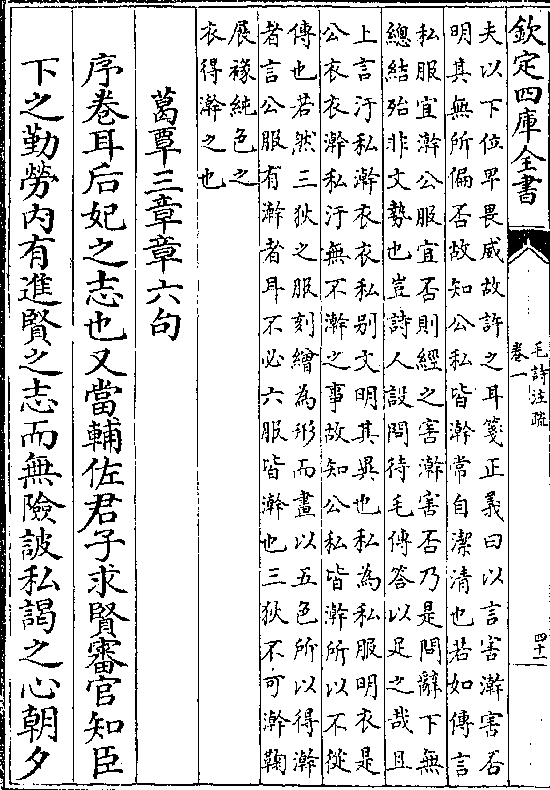 欽定四庫全書
毛詩注疏
卷一
四十一
夫以下位卑畏威故許之耳箋正義曰以言害澣害否
明其無所偏否故知公私皆澣常自潔清也若如傳言
私服宜澣公服宜否則經之害澣害否乃是問辭下無
總結殆非文勢也豈詩人設問待毛傳答以足之哉且
上言汙私澣衣衣私别文明其異也私為私服明衣是
公衣衣澣私汙無不澣之事故知公私皆澣所以不從
傳也若然三狄之服刻繒為形而畫以五色所以得澣
者言公服有澣者耳不必六服皆澣也三狄不可澣鞠
展褖純色之
衣得澣之也
葛覃三章章六句
序卷耳后妃之志也又當輔佐君子求賢審官知臣
下之勤勞内有進賢之志而無險詖私謁之心朝夕